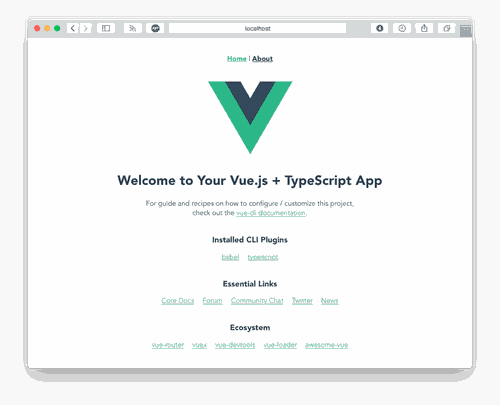 localhost
Home | About
Welcome to Your Vue.js + TypeScript App
For guide and recipes on how to configure / customize this project,
check out the vue-cli documentation.
Installed CLI Plugins
babel typescript
Essential Links
Core Docs Forum Community Chat Twitter News
Ecosystem
vue-router vuex vue-devtools vue-loader awesome-vue